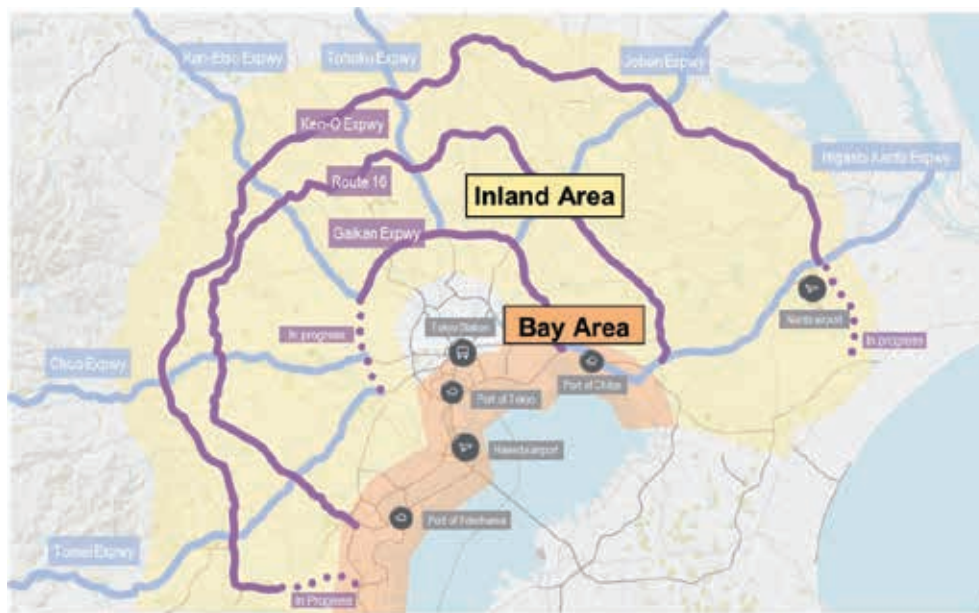 Kan-Etsu Expwy
Tohoku Expwy
Joban Expwy
Ken-O Expwy
Higashi Kanto Expwy
Route 16
Inland Area
Gaikan Expwy
Bay Area
In progress
Tokyo Station
Narita airport
In progress
Chuo Expwy
Port of Chiba
Port of Tokyo
Haneda airport
Port of Yokohama
Tomei Expwy
In Progress